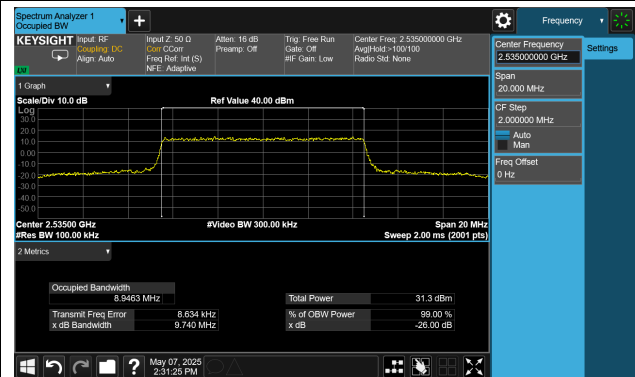 Spectrum Analyzer 1
Occupied BW
Frequency
KEYSIGHT
Input: RF
Coupling: DC
Align: Auto
Input Z: 50 Ω
Corr CCorr
Freq Ref: Int (S)
NFE: Adaptive
Atten: 16 dB
Preamp: Off
Trig: Free Run
Gate: Off
#IF Gain: Low
Center Freq: 2.535000000 GHz
Avg|Hold:>100/100
Radio Std: None
Center Frequency
2.535000000 GHz
Settings
Span
20.000 MHz
CF Step
2.000000 MHz
Auto
Man
Freq Offset
0 Hz
1 Graph
Scale/Div 10.0 dB
Ref Value 40.00 dBm
Log
30.0
20.0
10.0
0.00
-10.0
-20.0
-30.0
-40.0
-50.0
Center 2.53500 GHz
#Video BW 300.00 kHz
Span 20 MHz
#Res BW 100.00 kHz
Sweep 2.00 ms (2001 pts)
2 Metrics
Occupied Bandwidth
8.9463 MHz
Total Power 31.3 dBm
Transmit Freq Error 8.634 kHz
% of OBW Power 99.00 %
x dB Bandwidth 9.740 MHz
x dB -26.00 dB
?
May 07, 2025
2:31:25 PM